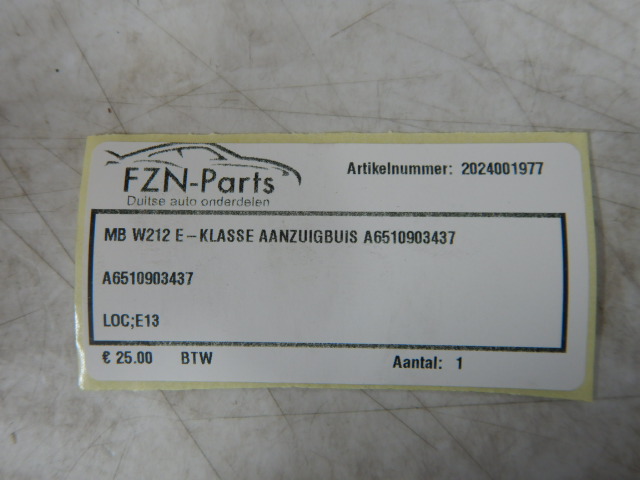 FZN-Parts
Duitse auto onderdelen
Artikelnummer: 2024001977
MB W212 E-KLASSE AANZUIGBUiS A6510903437
A6510903437
LOC;E13
€ 25.00 BTW Aantal: 1